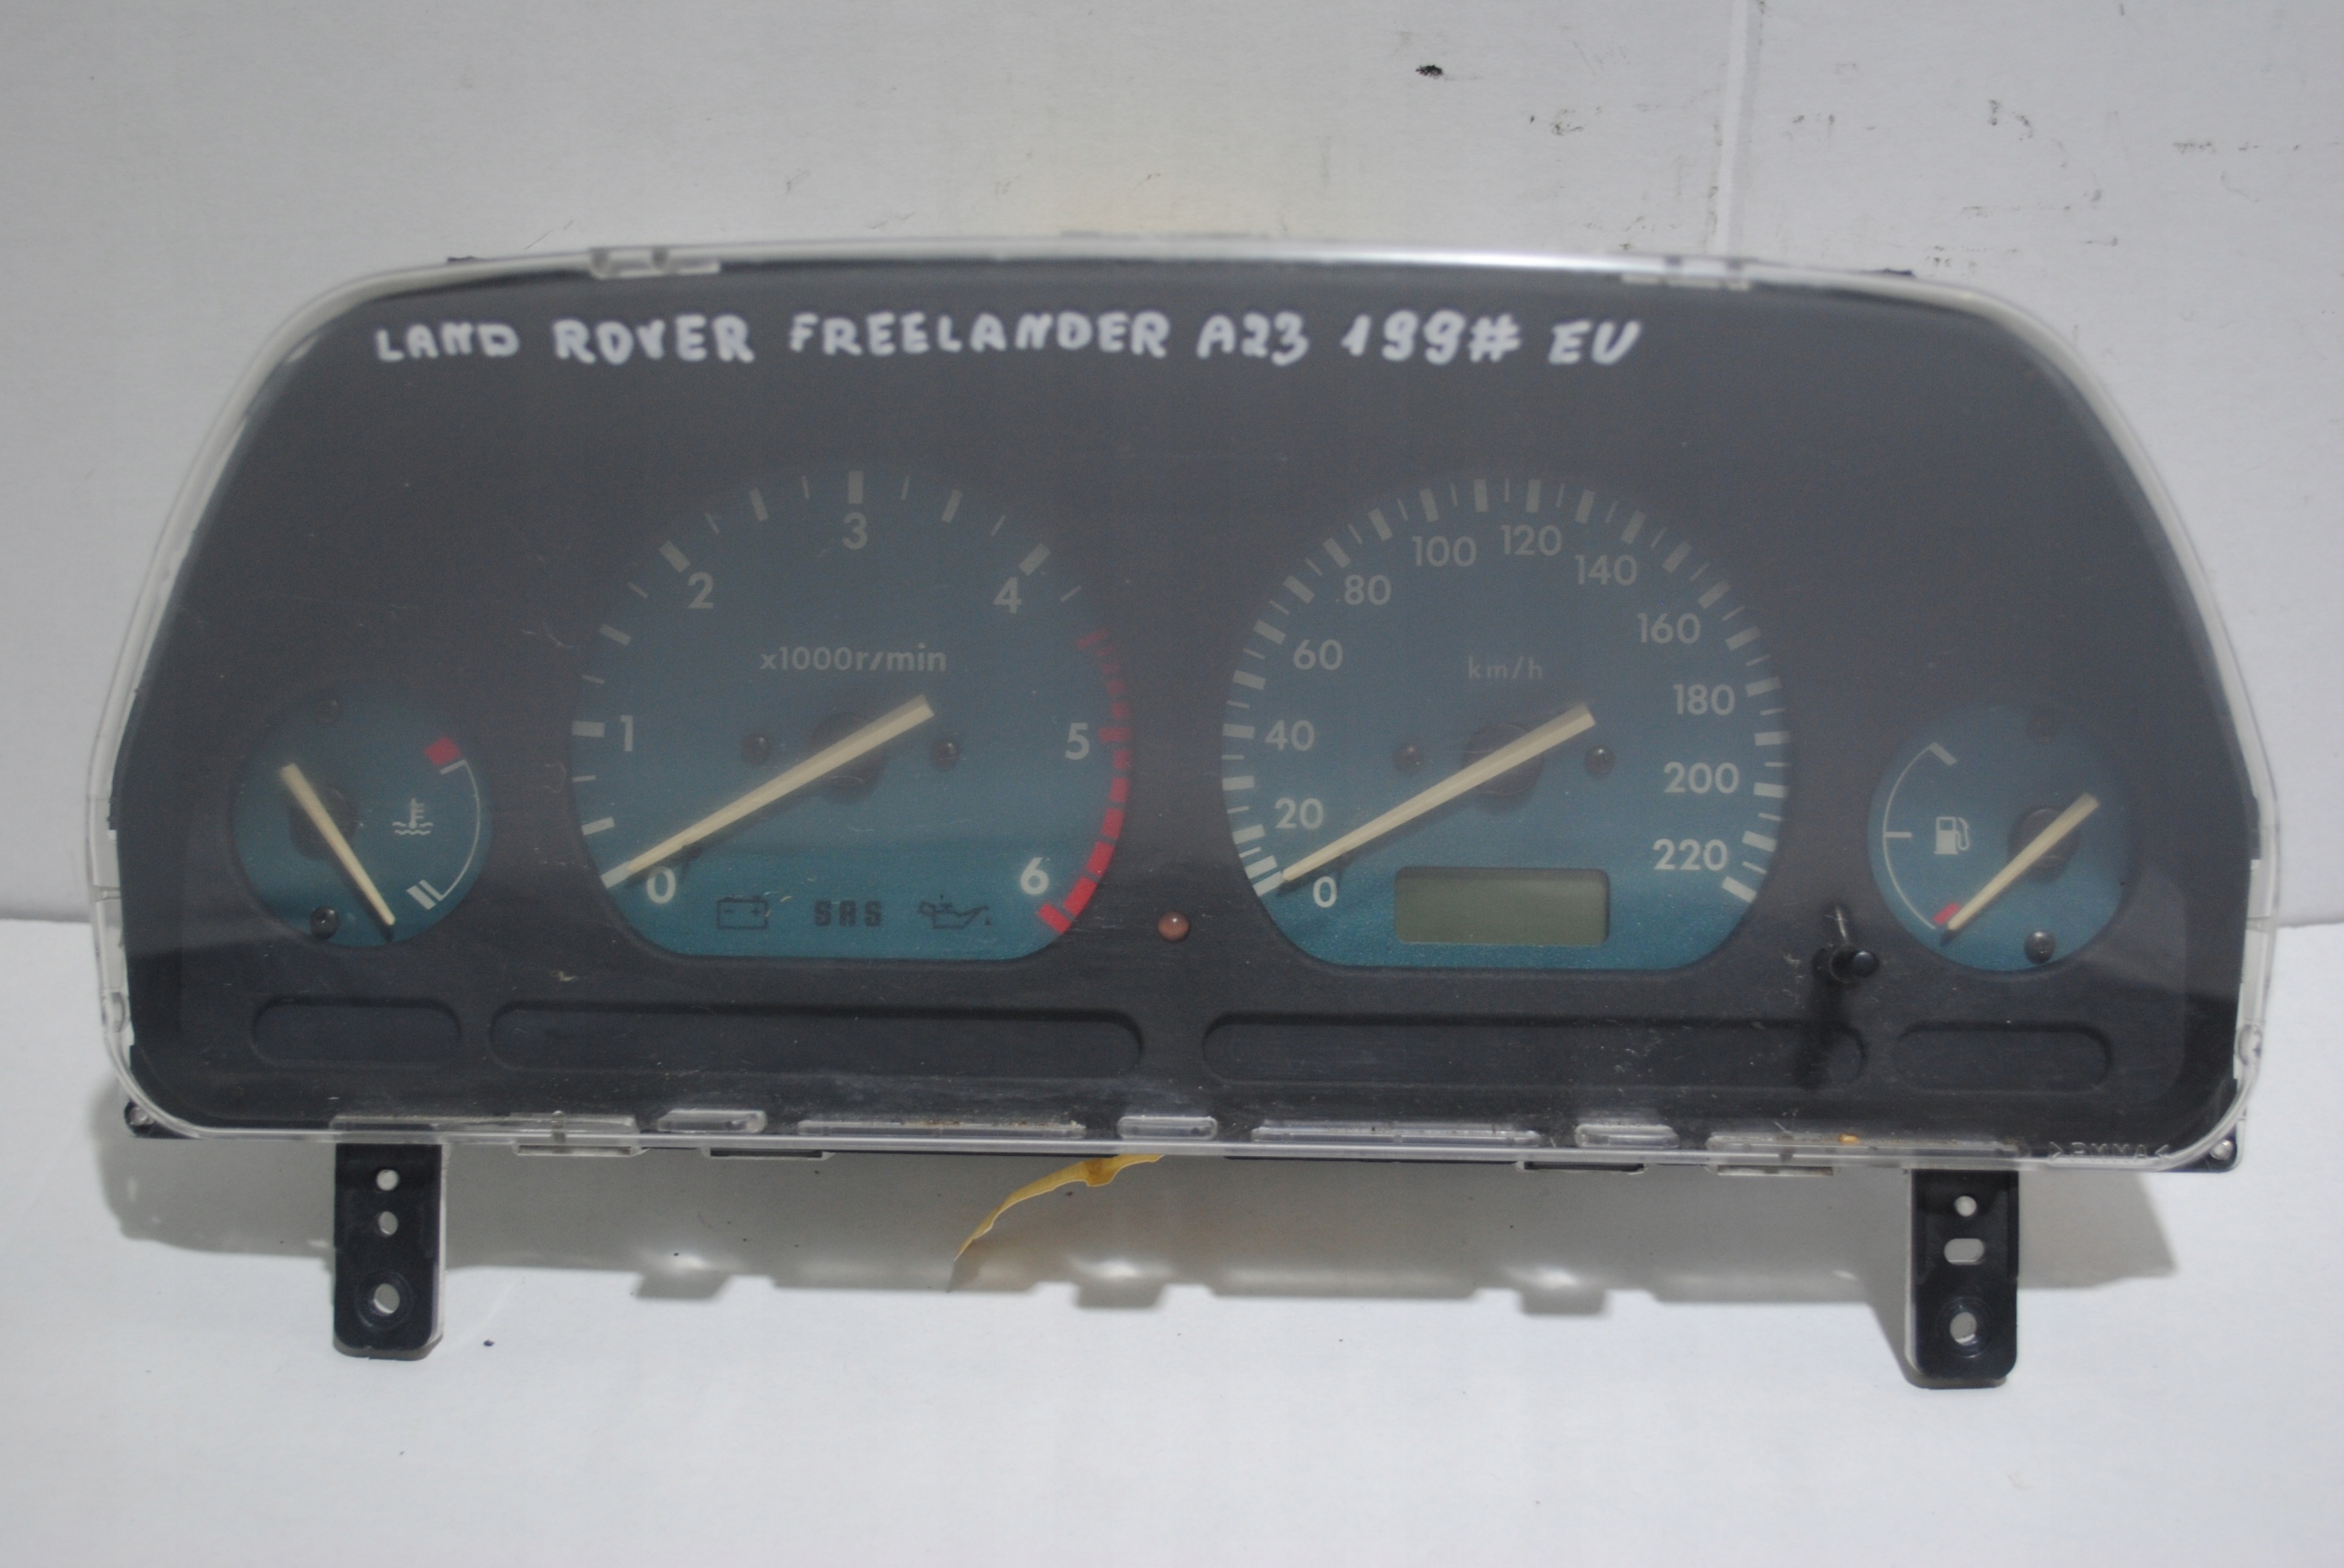 LAND ROVER FREELANDER A23 199# EU
0 1 2 3 4 5 6
x1000r/min
SRS
0 20 40 60 80 100 120 140 160 180 200 220
km/h
>PMMA<